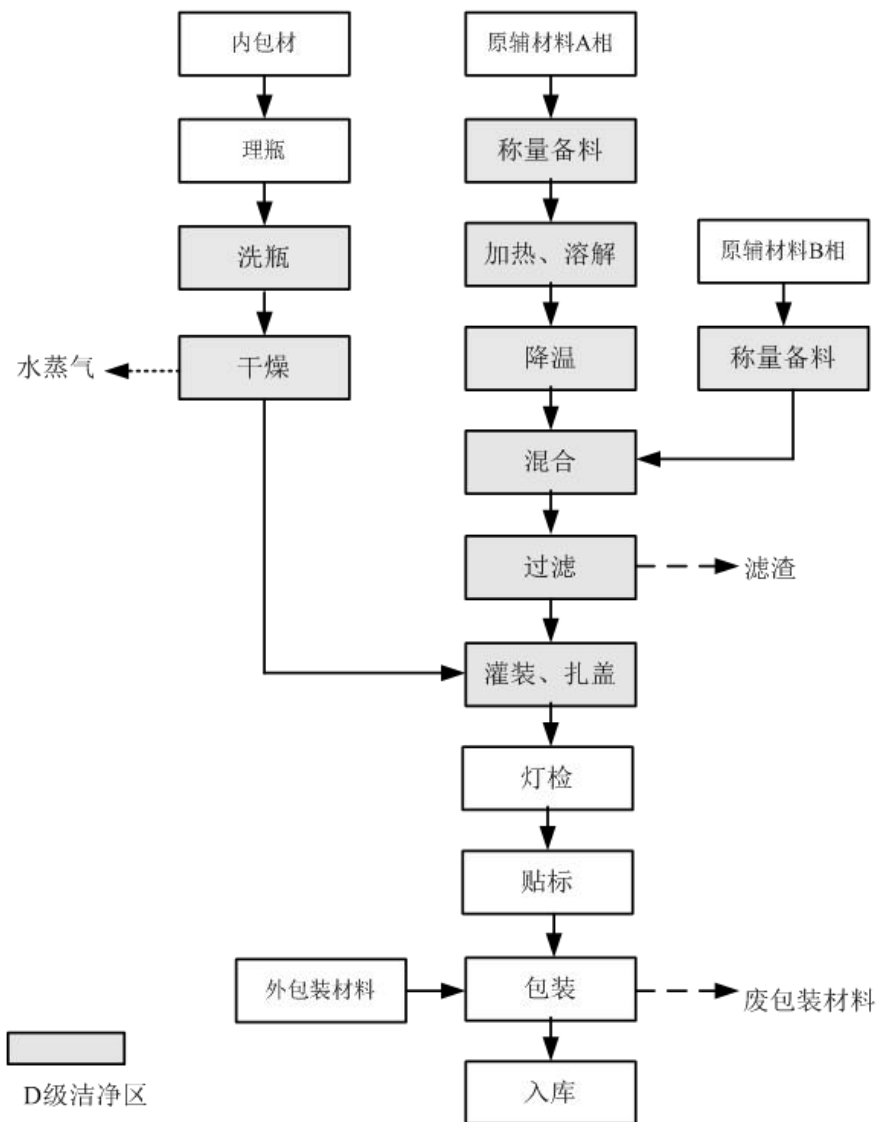 内包材
原辅材料A相
理瓶
称量备料
洗瓶
加热、溶解
原辅材料B相
水蒸气
干燥
降温
称量备料
混合
过滤
滤渣
灌装、扎盖
灯检
贴标
外包装材料
包装
废包装材料
D级洁净区
入库